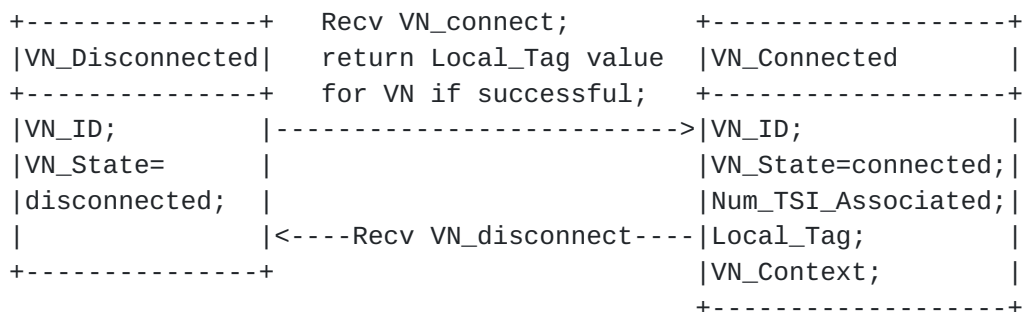 +---------------+   Recv VN_connect;        +-------------------+
|VN_Disconnected|   return Local_Tag value  |VN_Connected       |
+---------------+   for VN if successful;   +-------------------+
|VN_ID;         |-------------------------->|VN_ID;             |
|VN_State=      |                           |VN_State=connected;|
|disconnected;  |                           |Num_TSI_Associated;|
|               |<----Recv VN_disconnect----|Local_Tag;         |
+---------------+                           |VN_Context;        |
                                            +-------------------+